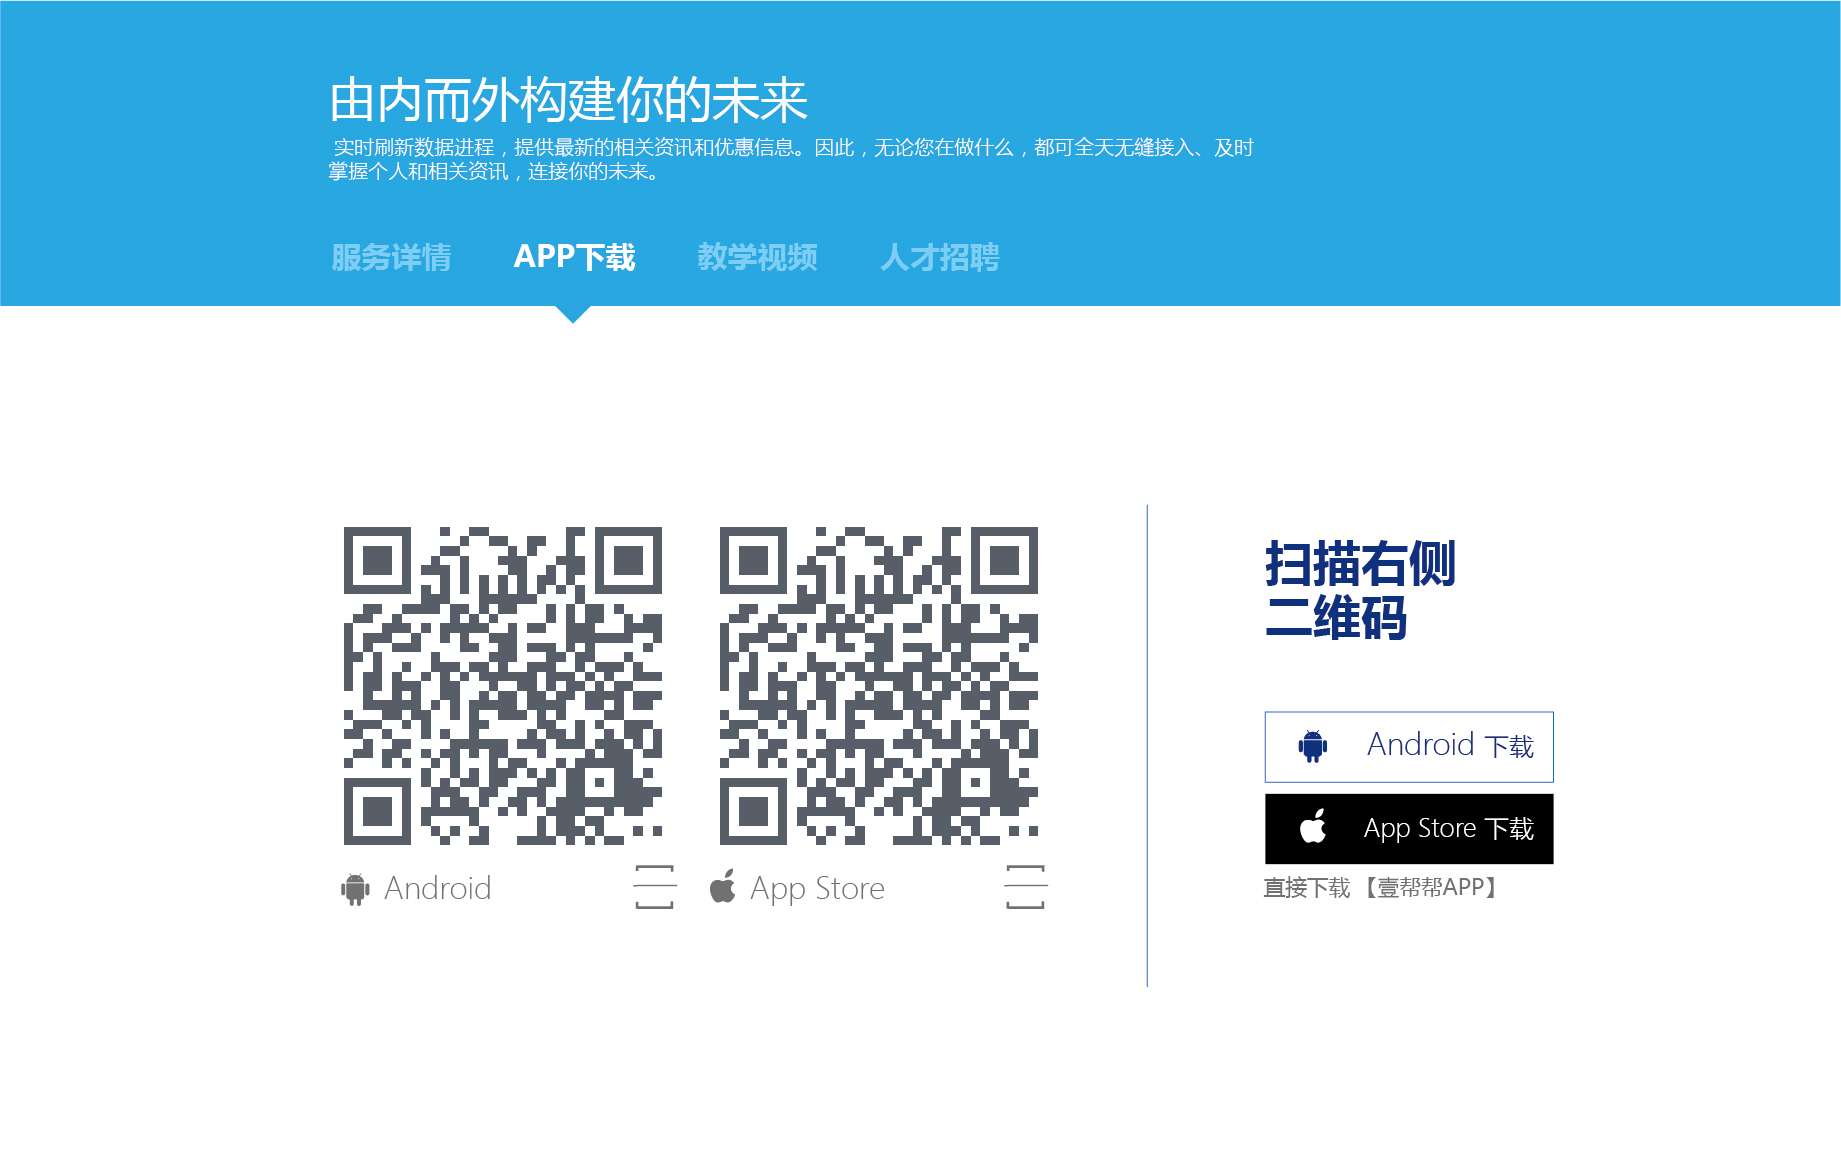 由内而外构建你的未来
实时刷新数据进程，提供最新的相关资讯和优惠信息。因此，无论您在做什么，都可全天无缝接入、及时
掌握个人和相关资讯，连接你的未来。
服务详情 APP下载 教学视频 人才招聘
扫描右侧
二维码
Android 下载
App Store 下载
直接下载【壹帮帮APP】
Android
App Store